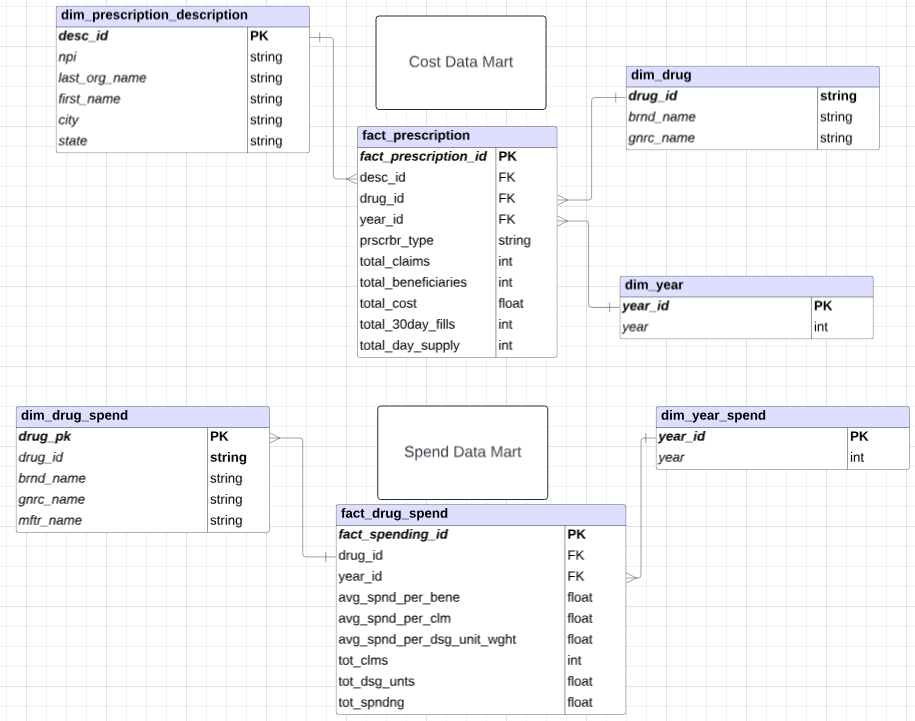 dim_prescription_description
desc_id PK
npi string
last_org_name string
first_name string
city string
state string
Cost Data Mart
dim_drug
drug_id string
brnd_name string
gnrc_name string
fact_prescription
fact_prescription_id PK
desc_id FK
drug_id FK
year_id FK
prscrbr_type string
total_claims int
total_beneficiaries int
total_cost float
total_30day_fills int
total_day_supply int
dim_year
year_id PK
year int
dim_drug_spend
drug_pk PK
drug_id string
brnd_name string
gnrc_name string
mftr_name string
Spend Data Mart
dim_year_spend
year_id PK
year int
fact_drug_spend
fact_spending_id PK
drug_id FK
year_id FK
avg_spnd_per_bene float
avg_spnd_per_clm float
avg_spnd_per_dsg_unit_wght float
tot_clms int
tot_dsg_unts float
tot_spndng float